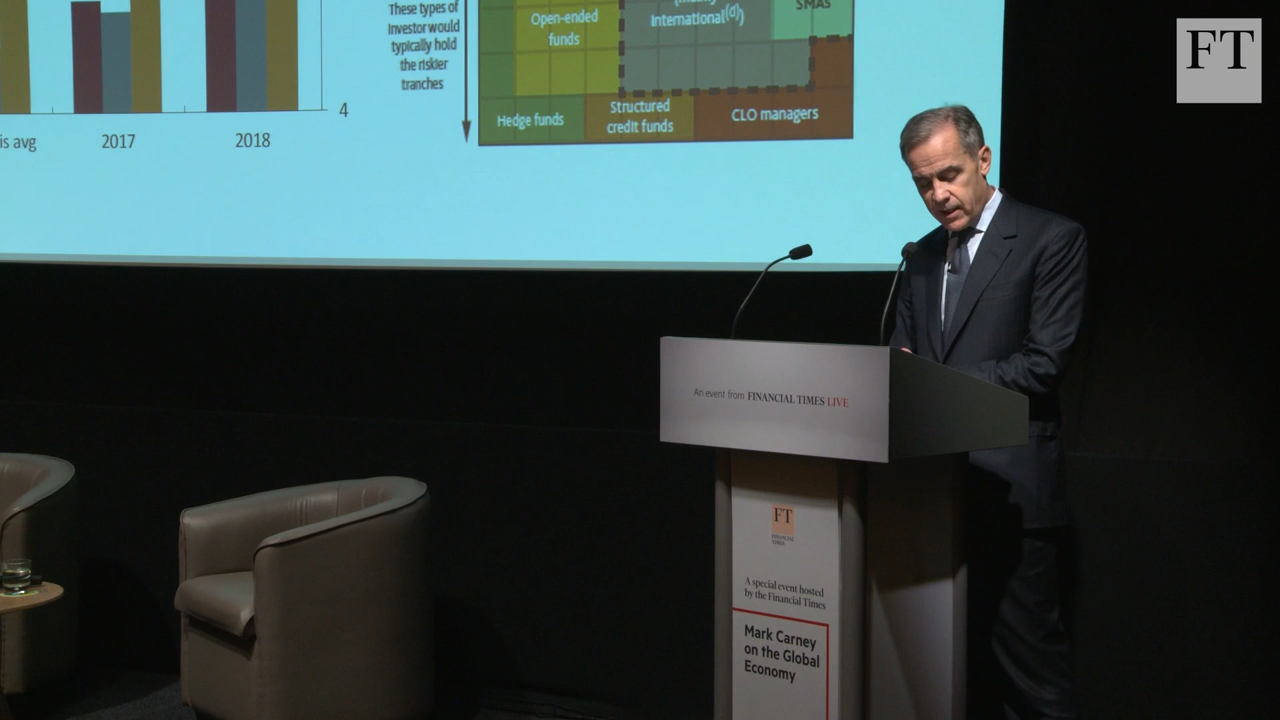 These types of
investor would
typically hold
the riskier
tranches
Open-ended
funds
International(d))
SMAs
Hedge funds
Structured
credit funds
CLO managers
4
is avg
2017
2018
FT
An event from FINANCIAL TIMES LIVE
FT
FINANCIAL
TIMES
A special event hosted
by the Financial Times
Mark Carney
on the Global
Economy